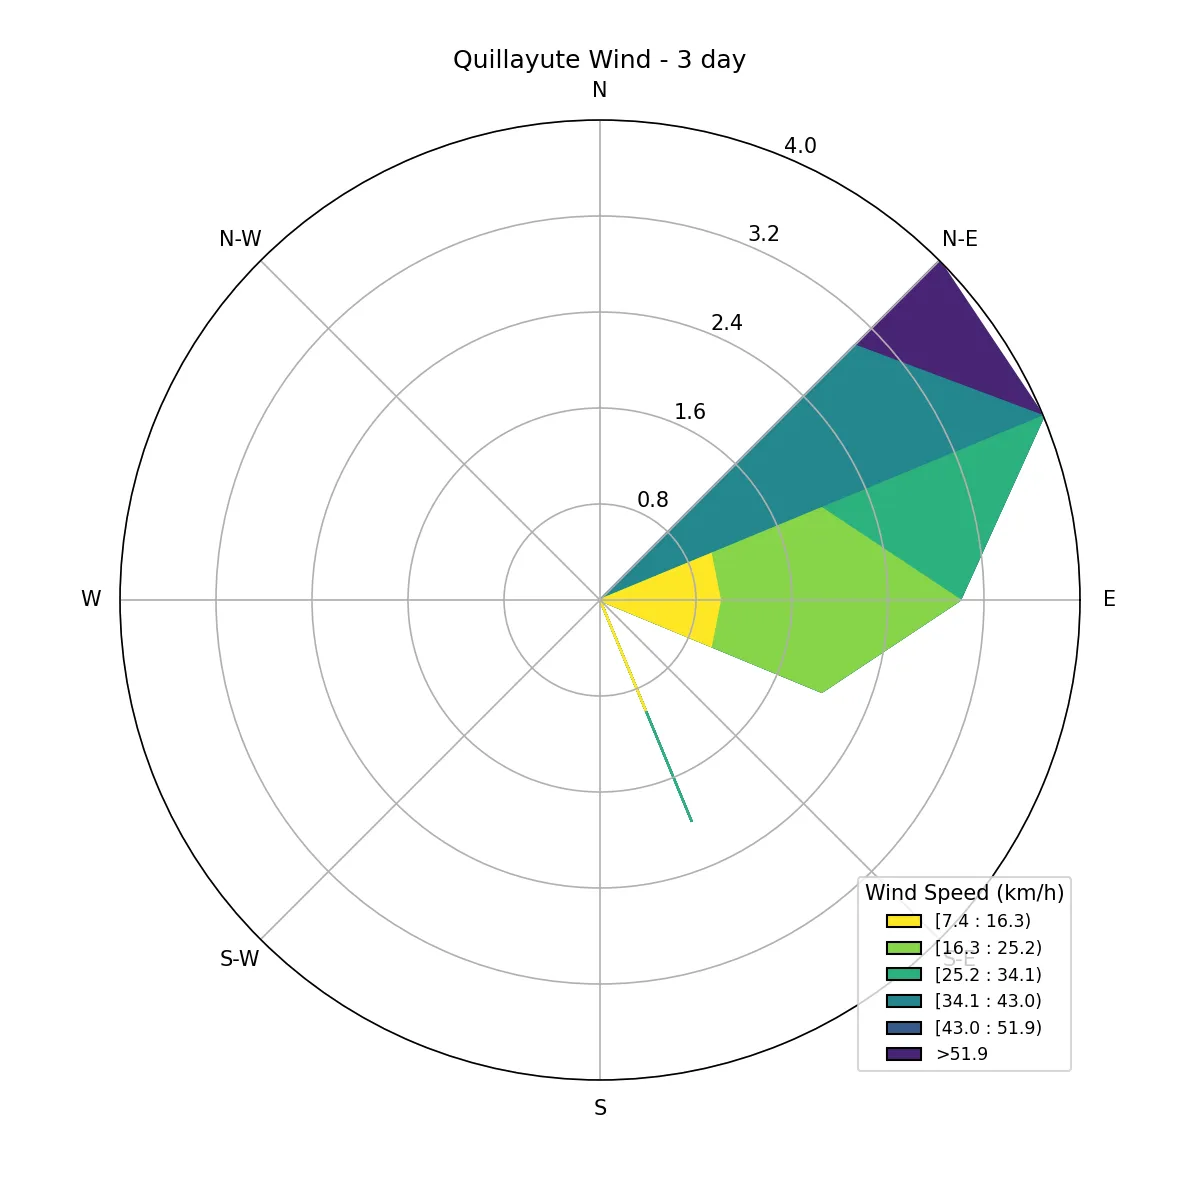 Quillayute Wind - 3 day
N
4.0
N-W
3.2
N-E
2.4
1.6
0.8
W
E
S-W
S-E
S
Wind Speed (km/h)
[7.4 : 16.3)
[16.3 : 25.2)
[25.2 : 34.1)
[34.1 : 43.0)
[43.0 : 51.9)
>51.9